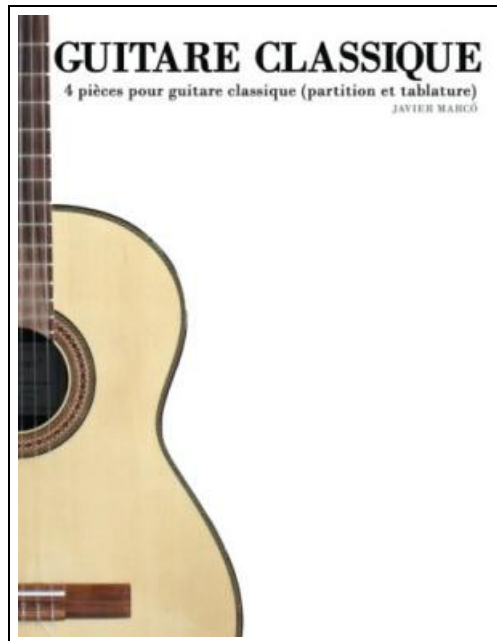 GUITARE CLASSIQUE
4 pièces pour guitare classique (partition et tablature)
JAVIER MARCÓ